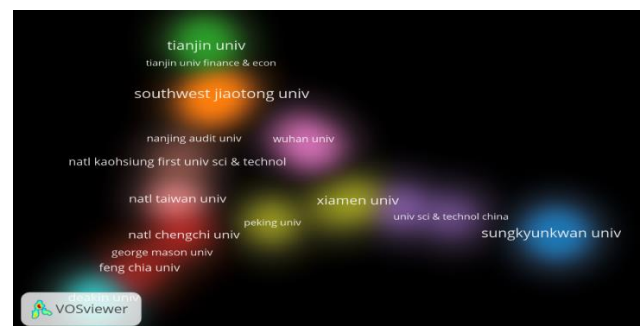 tianjin univ
tianjin univ finance & econ
southwest jiaotong univ
nanjing audit univ
wuhan univ
natl kaohsiung first univ sci & technol
natl taiwan univ
xiamen univ
peking univ
univ sci & technol china
natl chengchi univ
sungkyunkwan univ
george mason univ
feng chia univ
deakin univ
VOSviewer